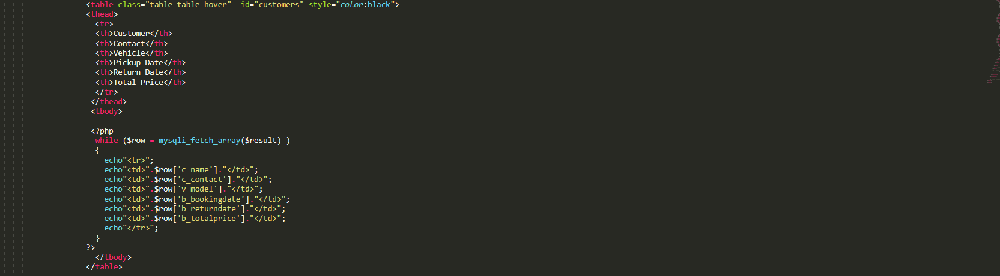 <table class="table table-hover"  id="customers" style="color:black">
<thead>
<tr>
<th>Customer</th>
<th>Contact</th>
<th>Vehicle</th>
<th>Pickup Date</th>
<th>Return Date</th>
<th>Total Price</th>
</tr>
</thead>
<tbody>
<?php
while ($row = mysqli_fetch_array($result) )
{
echo"<tr>";
echo"<td>".$row['c_name']."</td>";
echo"<td>".$row['c_contact']."</td>";
echo"<td>".$row['v_model']."</td>";
echo"<td>".$row['b_bookingdate']."</td>";
echo"<td>".$row['b_returndate']."</td>";
echo"<td>".$row['b_totalprice']."</td>";
echo"</tr>";
}
?>
</tbody>
</table>